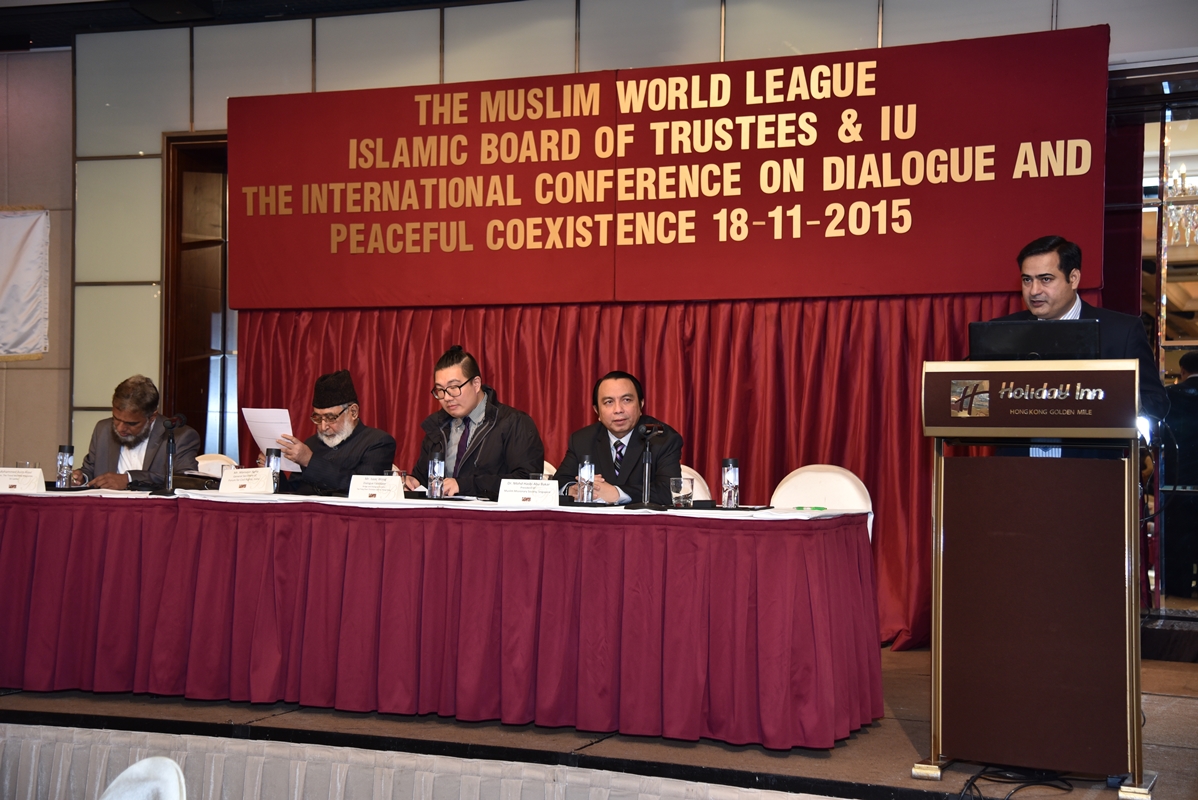 THE MUSLIM WORLD LEAGUE
ISLAMIC BOARD OF TRUSTEES & IU
THE INTERNATIONAL CONFERENCE ON DIALOGUE AND
PEACEFUL COEXISTENCE 18-11-2015
Holiday Inn
HONG KONG GOLDEN MILE